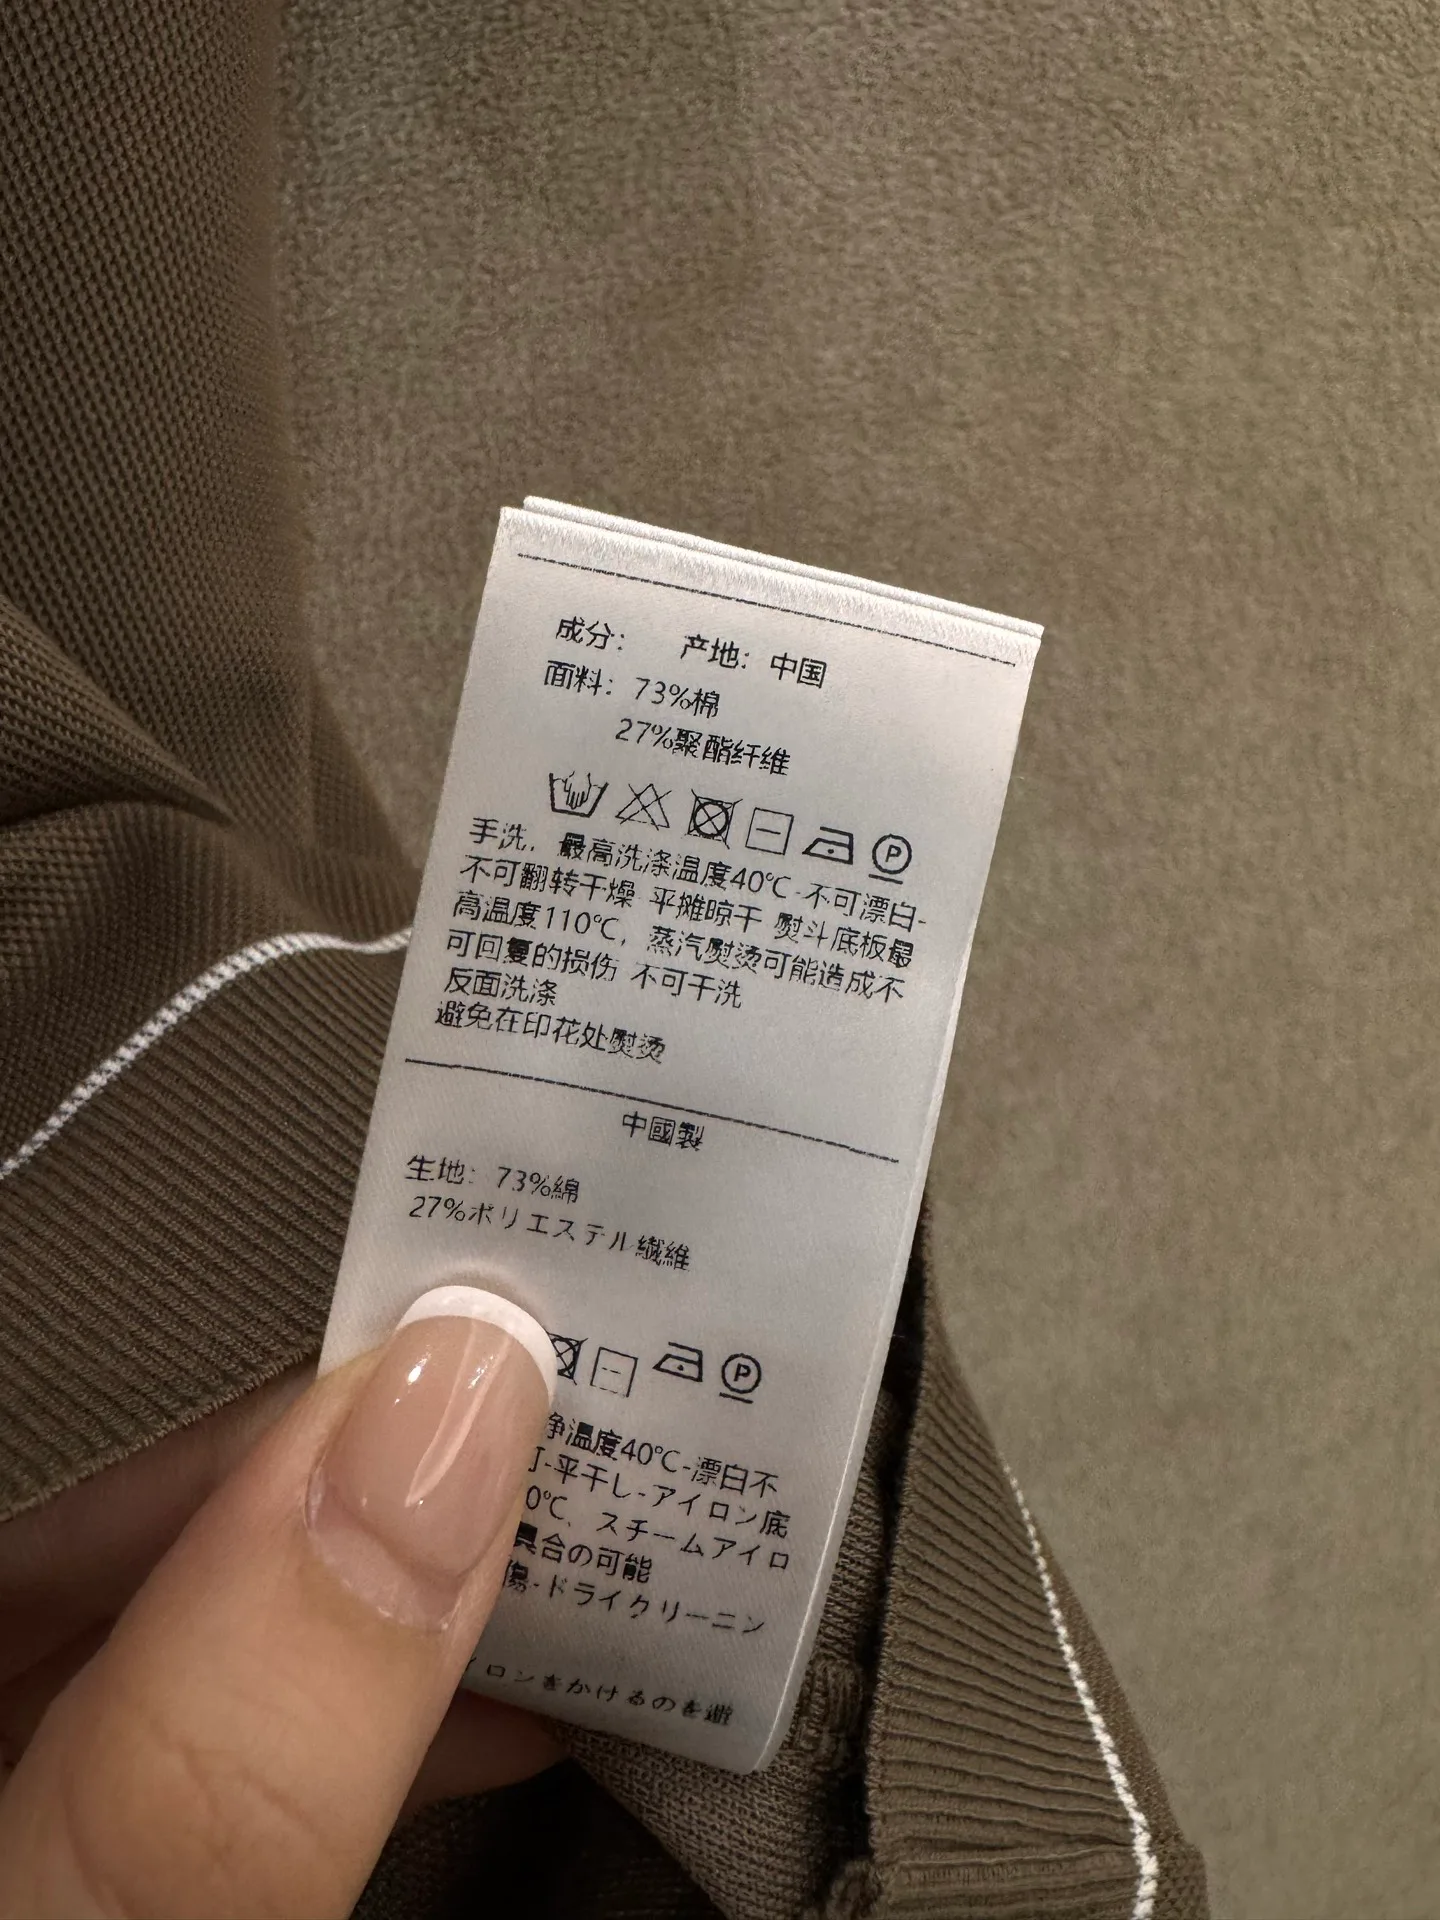 成分： 产地：中国
面料：73%棉
27%聚酯纤维
P
手洗，最高洗涤温度40℃-不可漂白-
不可翻转干燥 平摊晾干 熨斗底板最
高温度110℃，蒸汽熨烫可能造成不
可回复的损伤 不可干洗
反面洗涤
避免在印花处熨烫
中國製
生地：73%綿
27%ポリエステル繊維
P
净温度40℃-漂白不
-平干し-アイロン底
0℃、スチームアイロ
具合の可能
傷-ドライクリーニン
イロンをかけるのを避